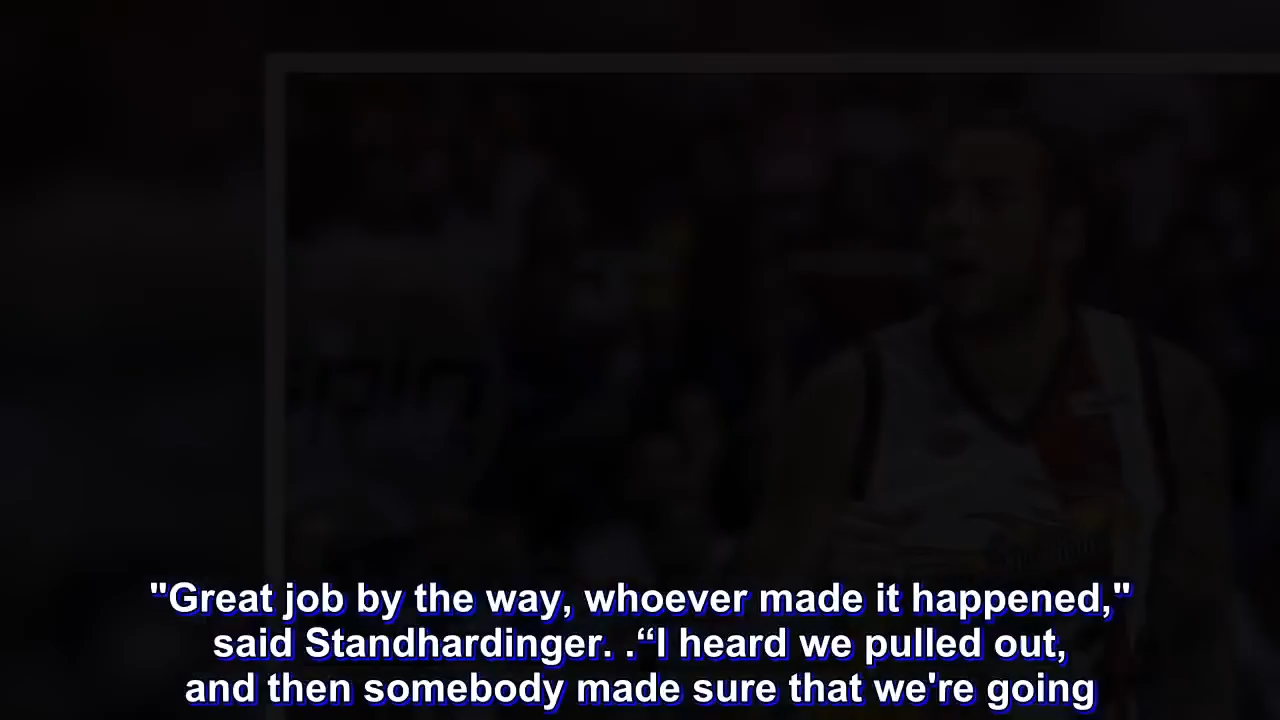 "Great job by the way, whoever made it happened,"
said Standhardinger. .“I heard we pulled out,
and then somebody made sure that we're going